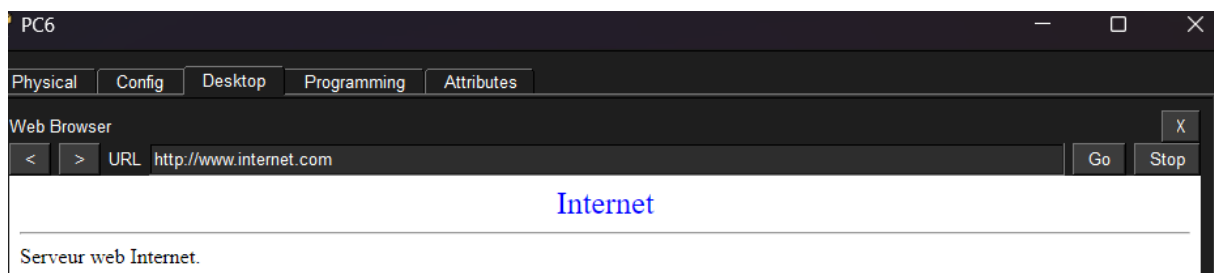 PC6
Physical Config Desktop Programming Attributes
Web Browser
X
< > URL http://www.internet.com Go Stop
Internet
Serveur web Internet.